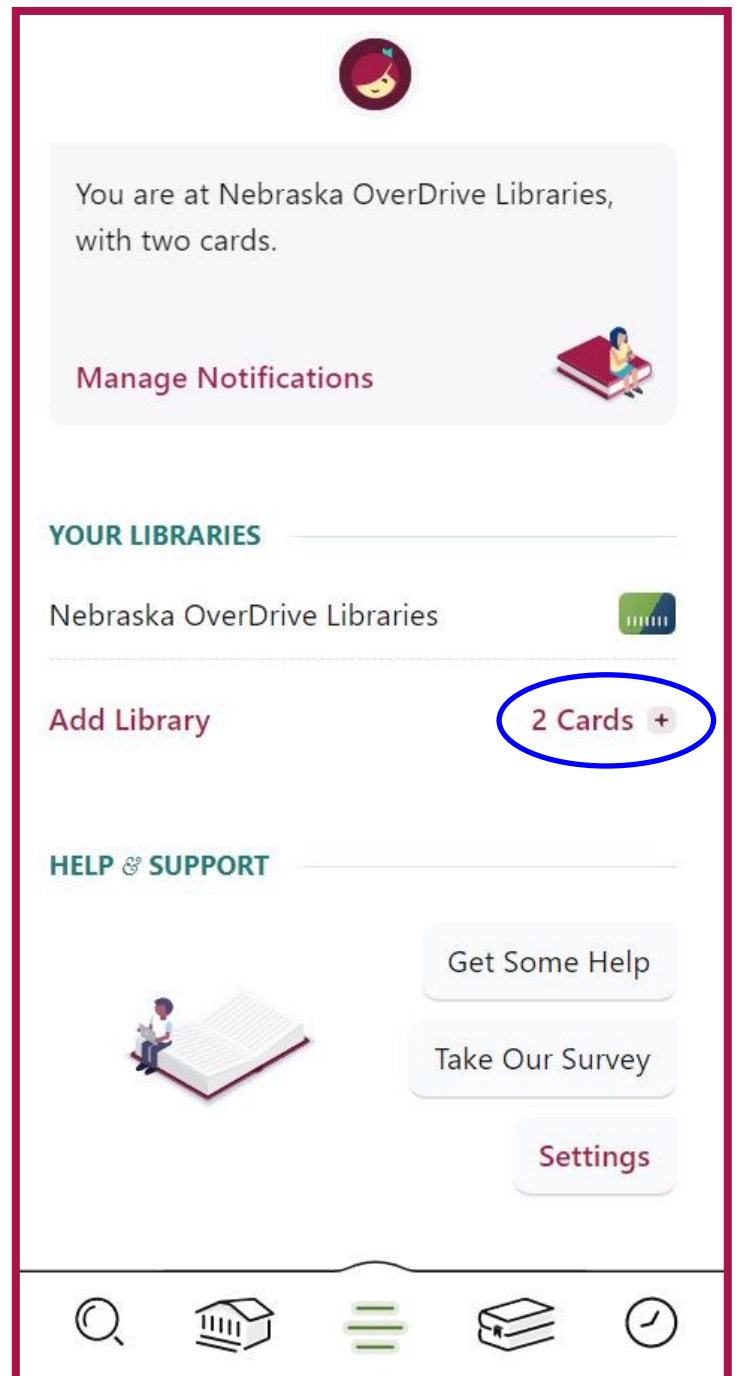 You are at Nebraska OverDrive Libraries,
with two cards.
Manage Notifications
YOUR LIBRARIES
Nebraska OverDrive Libraries
Add Library 2 Cards +
HELP & SUPPORT
Get Some Help
Take Our Survey
Settings